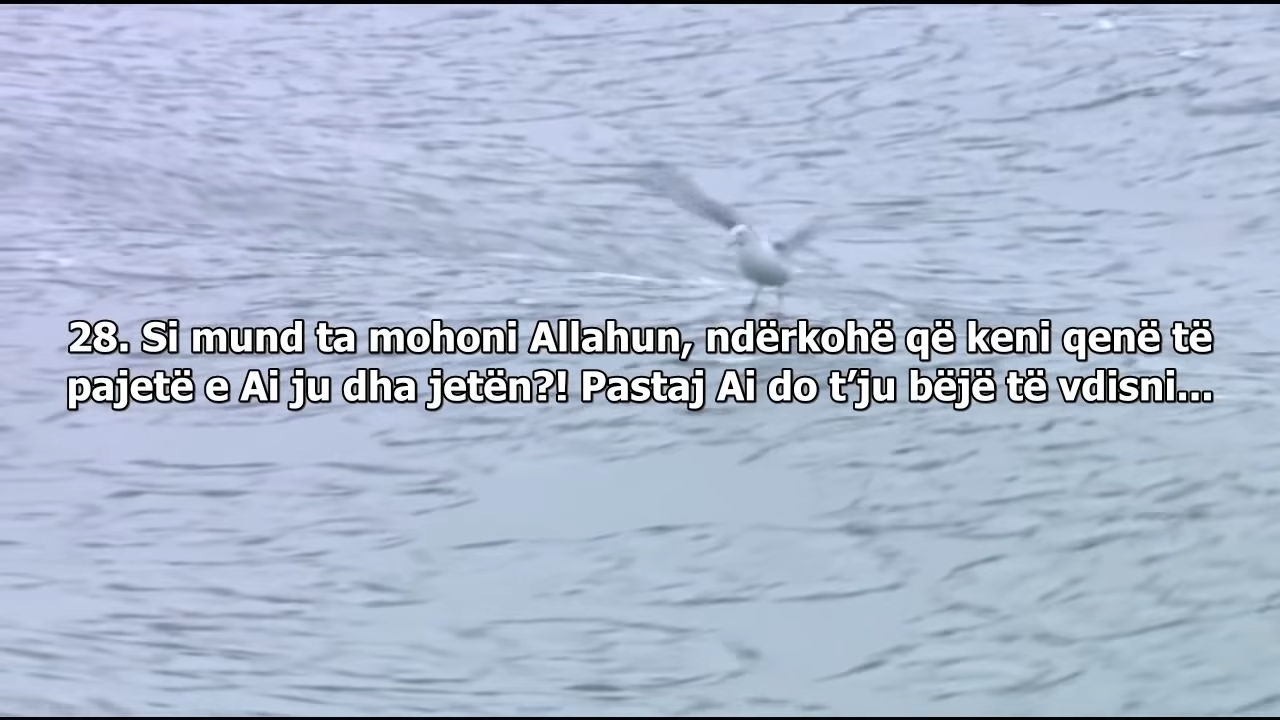 28. Si mund ta mohoni Allahun, ndërkohë që keni qenë të
pajetë e Ai ju dha jetën?! Pastaj Ai do t’ju bëjë të vdisni...